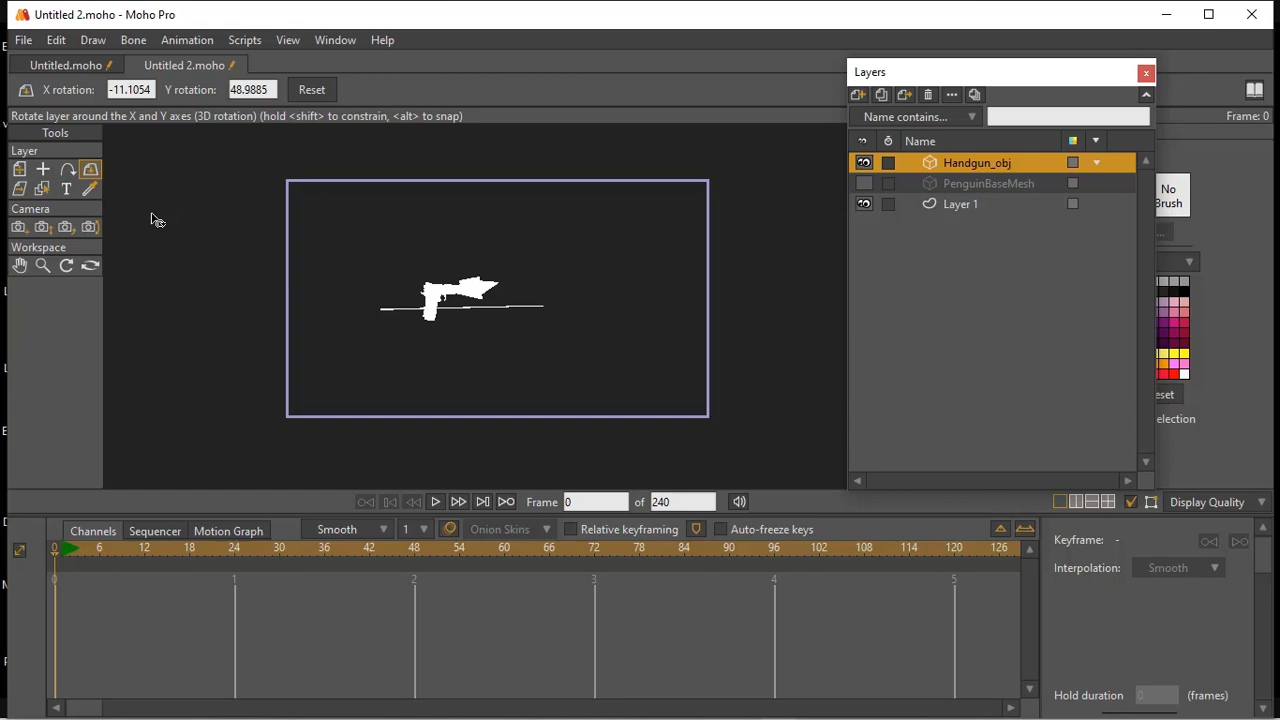 Untitled 2.moho - Moho Pro
File Edit Draw Bone Animation Scripts View Window Help
Untitled.moho Untitled 2.moho
X rotation: -11.1054 Y rotation: 48.9885 Reset
Rotate layer around the X and Y axes (3D rotation) (hold <shift> to constrain, <alt> to snap)
Frame: 0
Tools
Layer
T
Camera
Workspace
Layers
x
Name contains...
Name
Handgun_obj
PenguinBaseMesh
Layer 1
No
Brush
eset
election
Frame 0 of 240
Display Quality
Channels Sequencer Motion Graph Smooth 1 Onion Skins Relative keyframing Auto-freeze keys
0 6 12 18 24 30 36 42 48 54 60 66 72 78 84 90 96 102 108 114 120 126
0 1 2 3 4 5
Keyframe: -
Interpolation: Smooth
Hold duration 0 (frames)